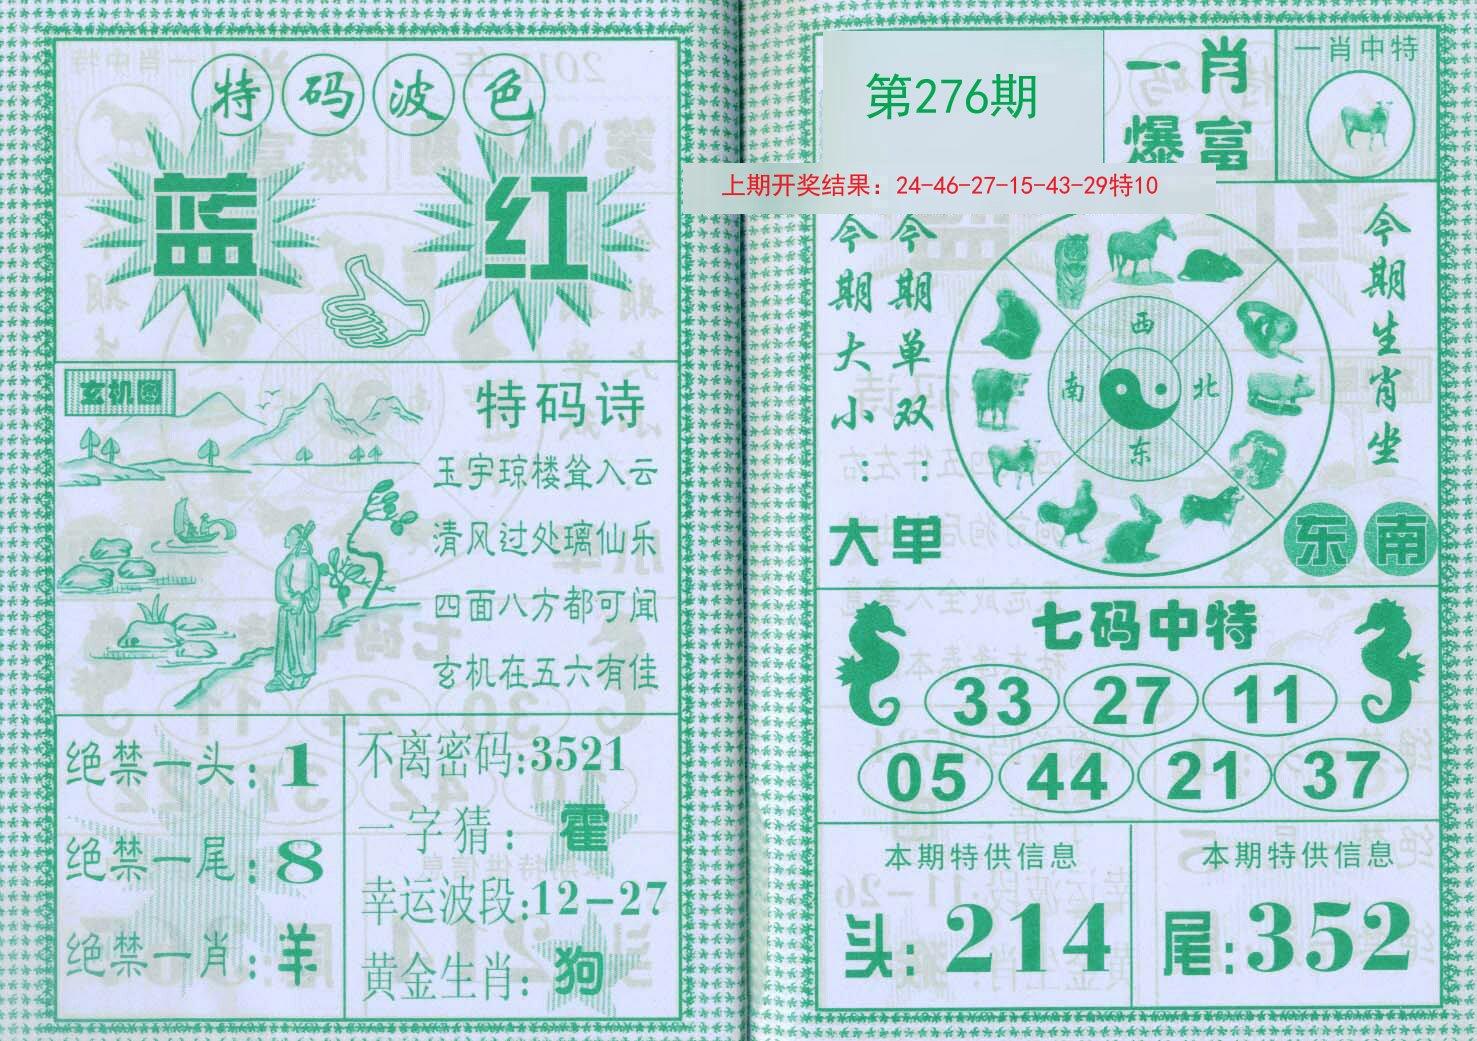 特码波色
蓝 红
玄机图
特码诗
玉宇琼楼耸入云
清风过处璃仙乐
四面八方都可闻
玄机在五六有佳
绝禁一头:1
绝禁一尾:8
绝禁一肖:羊
不离密码:3521
一字猜:霍
幸运波段:12-27
黄金生肖:狗
第276期
一肖
爆富
一肖中特
上期开奖结果：24-46-27-15-43-29特10
今期大小:大
今期单双:单
西
南
北
东
今期生肖坐
东南
七码中特
33 27 11
05 44 21 37
本期特供信息
头:214
本期特供信息
尾:352